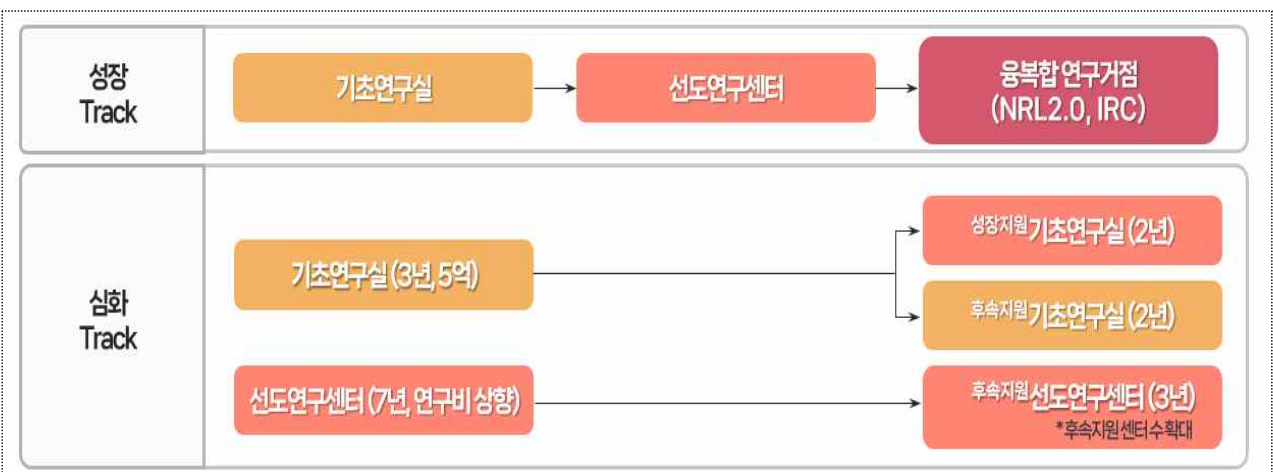 성장
Track
기초연구실
선도연구센터
융복합 연구거점
(NRL2.0, IRC)
심화
Track
기초연구실 (3년, 5억)
성장지원기초연구실 (2년)
후속지원기초연구실 (2년)
선도연구센터 (7년, 연구비 상향)
후속지원선도연구센터 (3년)
*후속지원 센터 수 확대